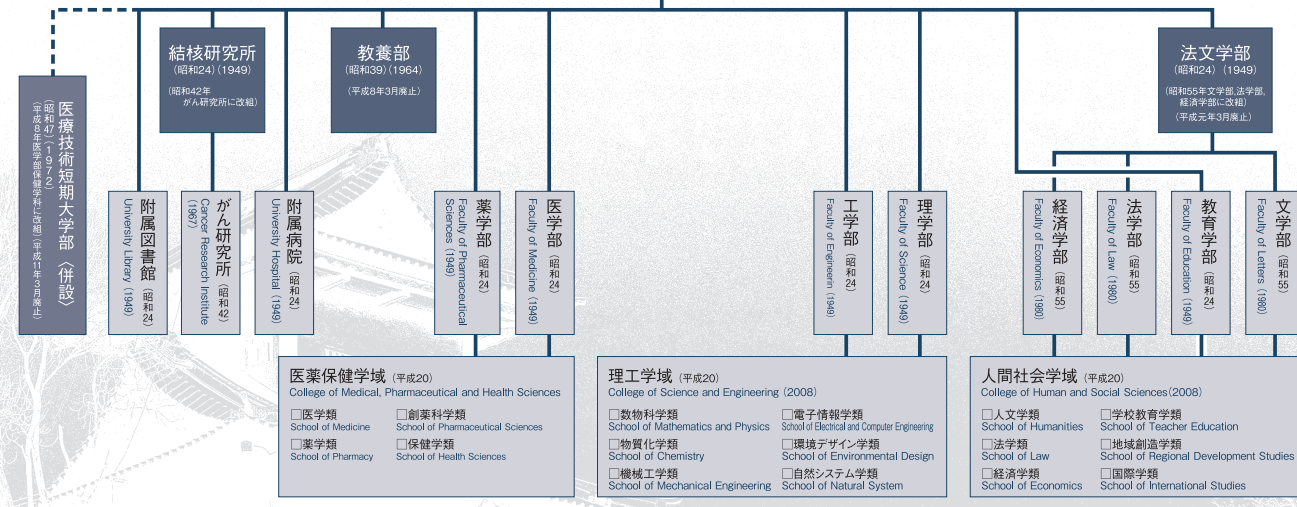 結核研究所
(昭和24)(1949)
(昭和42年
がん研究所に改組)
教養部
(昭和39)(1964)
(平成8年3月廃止)
法文学部
(昭和24) (1949)
(昭和55年文学部,法学部,
経済学部に改組)
(平成元年3月廃止)
医療技術短期大学部〈併設〉
(昭和47)(1972)
(平成8年医学部保健学科に改組)(平成11年3月廃止)
附属図書館 (昭和24)
University Library (1949)
がん研究所 (昭和42)
Cancer Research Institute
(1967)
附属病院 (昭和24)
University Hospital (1949)
薬学部 (昭和24)
Faculty of Pharmaceutical
Sciences (1949)
医学部 (昭和24)
Faculty of Medicine (1949)
工学部 (昭和24)
Faculty of Engineerin (1949)
理学部 (昭和24)
Faculty of Science (1949)
経済学部 (昭和55)
Faculty of Economics (1980)
法学部 (昭和55)
Faculty of Law (1980)
教育学部 (昭和24)
Faculty of Education (1949)
文学部 (昭和55)
Faculty of Letters (1980)
医薬保健学域 (平成20)
College of Medical, Pharmaceutical and Health Sciences
□医学類
School of Medicine
□創薬科学類
School of Pharmaceutical Sciences
□薬学類
School of Pharmacy
□保健学類
School of Health Sciences
理工学域 (平成20)
College of Science and Engineering (2008)
□数物科学類
School of Mathematics and Physics
□電子情報学類
School of Electrical and Computer Engineering
□物質化学類
School of Chemistry
□環境デザイン学類
School of Environmental Design
□機械工学類
School of Mechanical Engineering
□自然システム学類
School of Natural System
人間社会学域 (平成20)
College of Human and Social Sciences(2008)
□人文学類
School of Humanities
□学校教育学類
School of Teacher Education
□法学類
School of Law
□地域創造学類
School of Regional Development Studies
□経済学類
School of Economics
□国際学類
School of International Studies